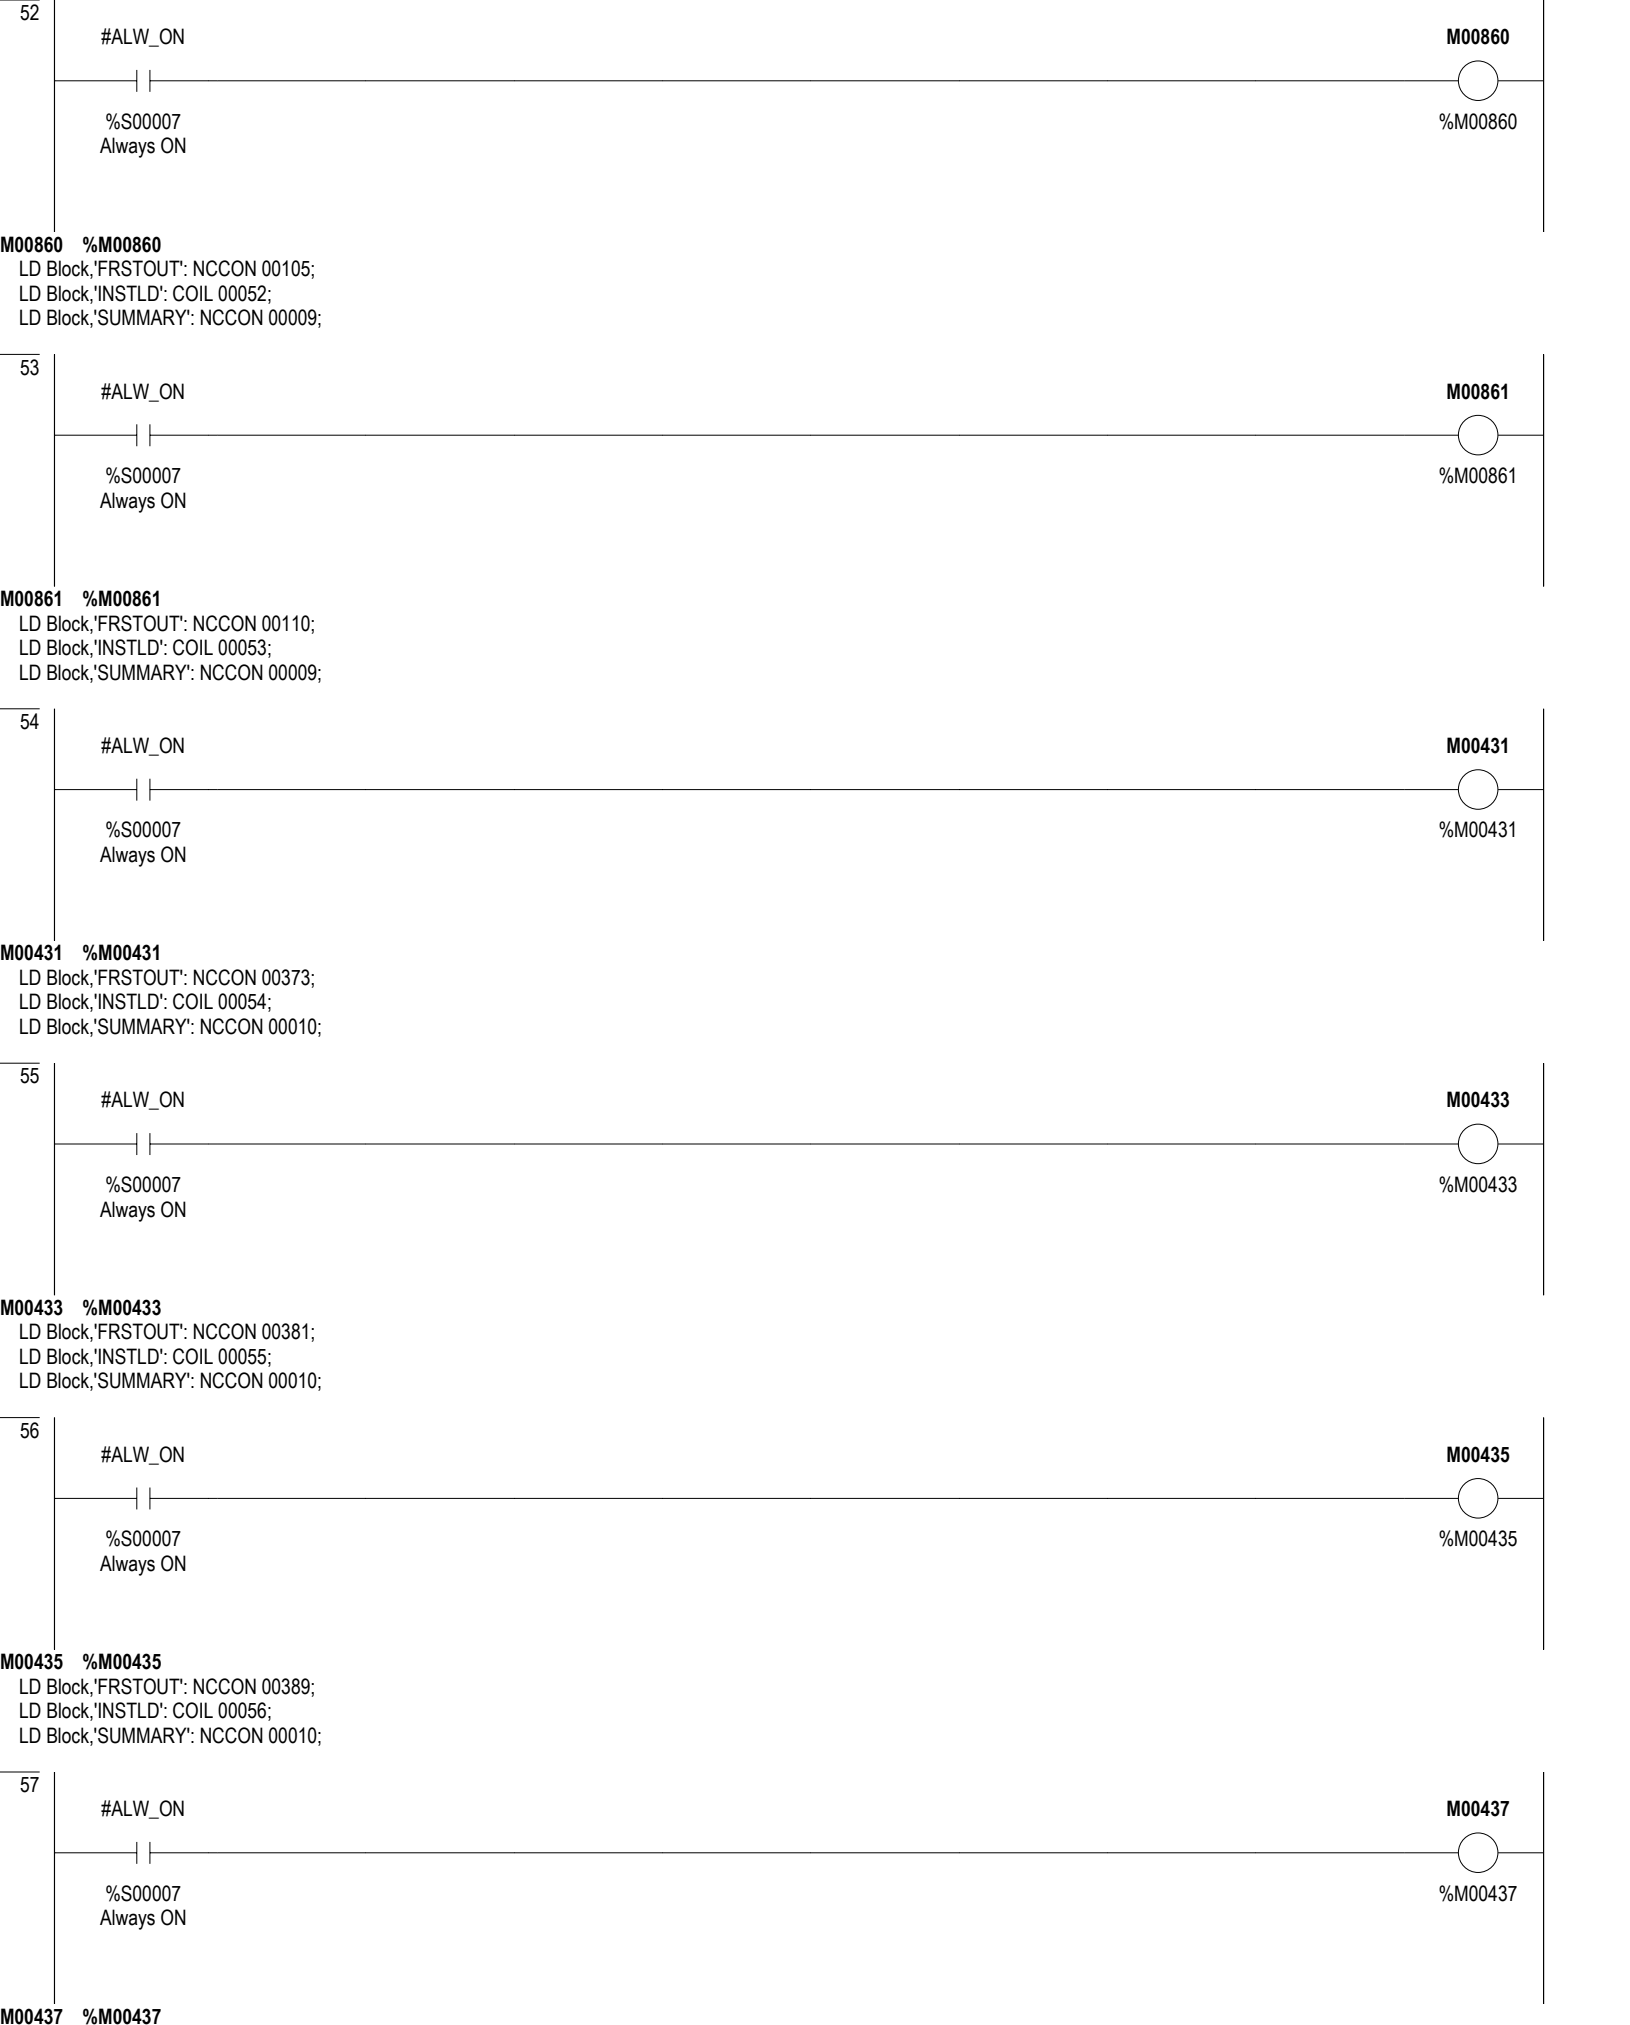 52
#ALW_ON M00860
%S00007 %M00860
Always ON
M00860 %M00860
LD Block,'FRSTOUT': NCCON 00105;
LD Block,'INSTLD': COIL 00052;
LD Block,'SUMMARY': NCCON 00009;
53
#ALW_ON M00861
%S00007 %M00861
Always ON
M00861 %M00861
LD Block,'FRSTOUT': NCCON 00110;
LD Block,'INSTLD': COIL 00053;
LD Block,'SUMMARY': NCCON 00009;
54
#ALW_ON M00431
%S00007 %M00431
Always ON
M00431 %M00431
LD Block,'FRSTOUT': NCCON 00373;
LD Block,'INSTLD': COIL 00054;
LD Block,'SUMMARY': NCCON 00010;
55
#ALW_ON M00433
%S00007 %M00433
Always ON
M00433 %M00433
LD Block,'FRSTOUT': NCCON 00381;
LD Block,'INSTLD': COIL 00055;
LD Block,'SUMMARY': NCCON 00010;
56
#ALW_ON M00435
%S00007 %M00435
Always ON
M00435 %M00435
LD Block,'FRSTOUT': NCCON 00389;
LD Block,'INSTLD': COIL 00056;
LD Block,'SUMMARY': NCCON 00010;
57
#ALW_ON M00437
%S00007 %M00437
Always ON
M00437 %M00437